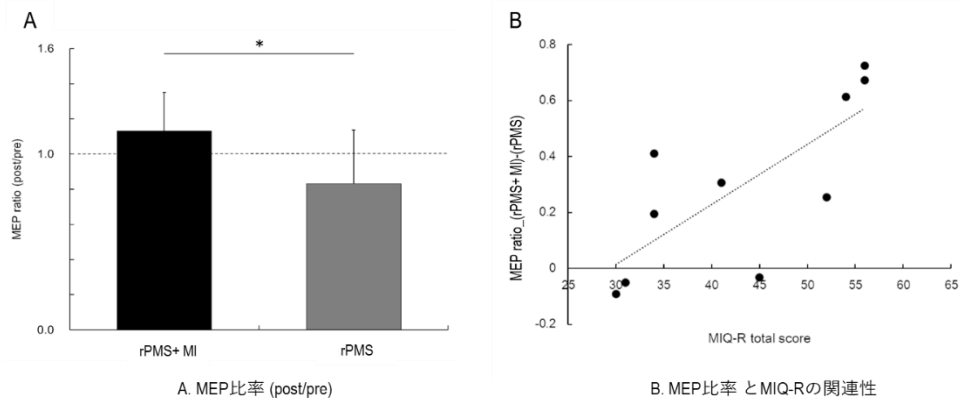 A
1.6
*
1.0
0.0
MEP ratio (post/pre)
rPMS+ MI
rPMS
A. MEP比率 (post/pre)
B
0.8
0.6
0.4
0.2
0
-0.2
25
30
35
40
45
50
55
60
65
MEP ratio_(rPMS+ MI)-(rPMS)
MIQ-R total score
B. MEP比率 とMIQ-Rの関連性